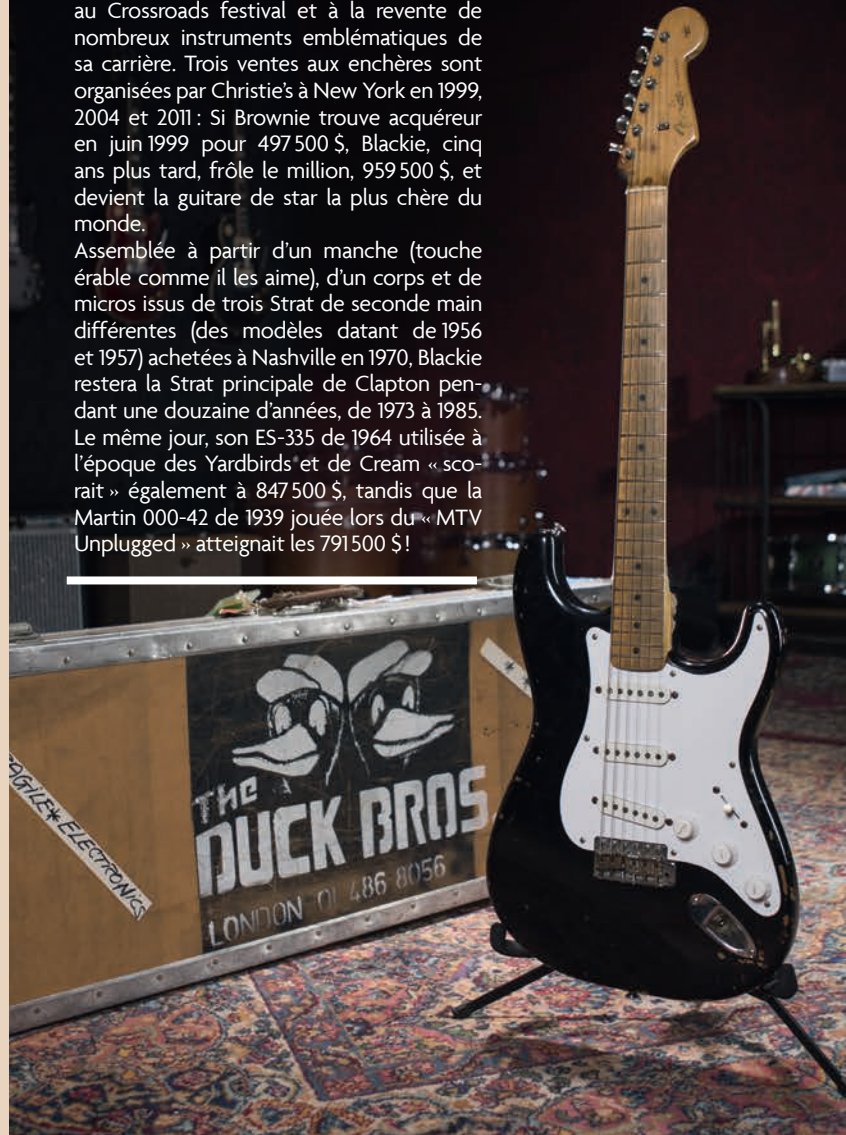 au Crossroads festival et à la revente de
nombreux instruments emblématiques de
sa carrière. Trois ventes aux enchères sont
organisées par Christie's à New York en 1999,
2004 et 2011 : Si Brownie trouve acquéreur
en juin 1999 pour 497 500 $, Blackie, cinq
ans plus tard, frôle le million, 959 500 $, et
devient la guitare de star la plus chère du
monde.
Assemblée à partir d'un manche (touche
érable comme il les aime), d'un corps et de
micros issus de trois Strat de seconde main
différentes (des modèles datant de 1956
et 1957) achetées à Nashville en 1970, Blackie
restera la Strat principale de Clapton pen-
dant une douzaine d'années, de 1973 à 1985.
Le même jour, son ES-335 de 1964 utilisée à
l'époque des Yardbirds et de Cream « sco-
rait » également à 847 500 $, tandis que la
Martin 000-42 de 1939 jouée lors du « MTV
Unplugged » atteignait les 791 500 $ !
THE
DUCK BROS
LONDON 01 486 8056
ELECTRONICS